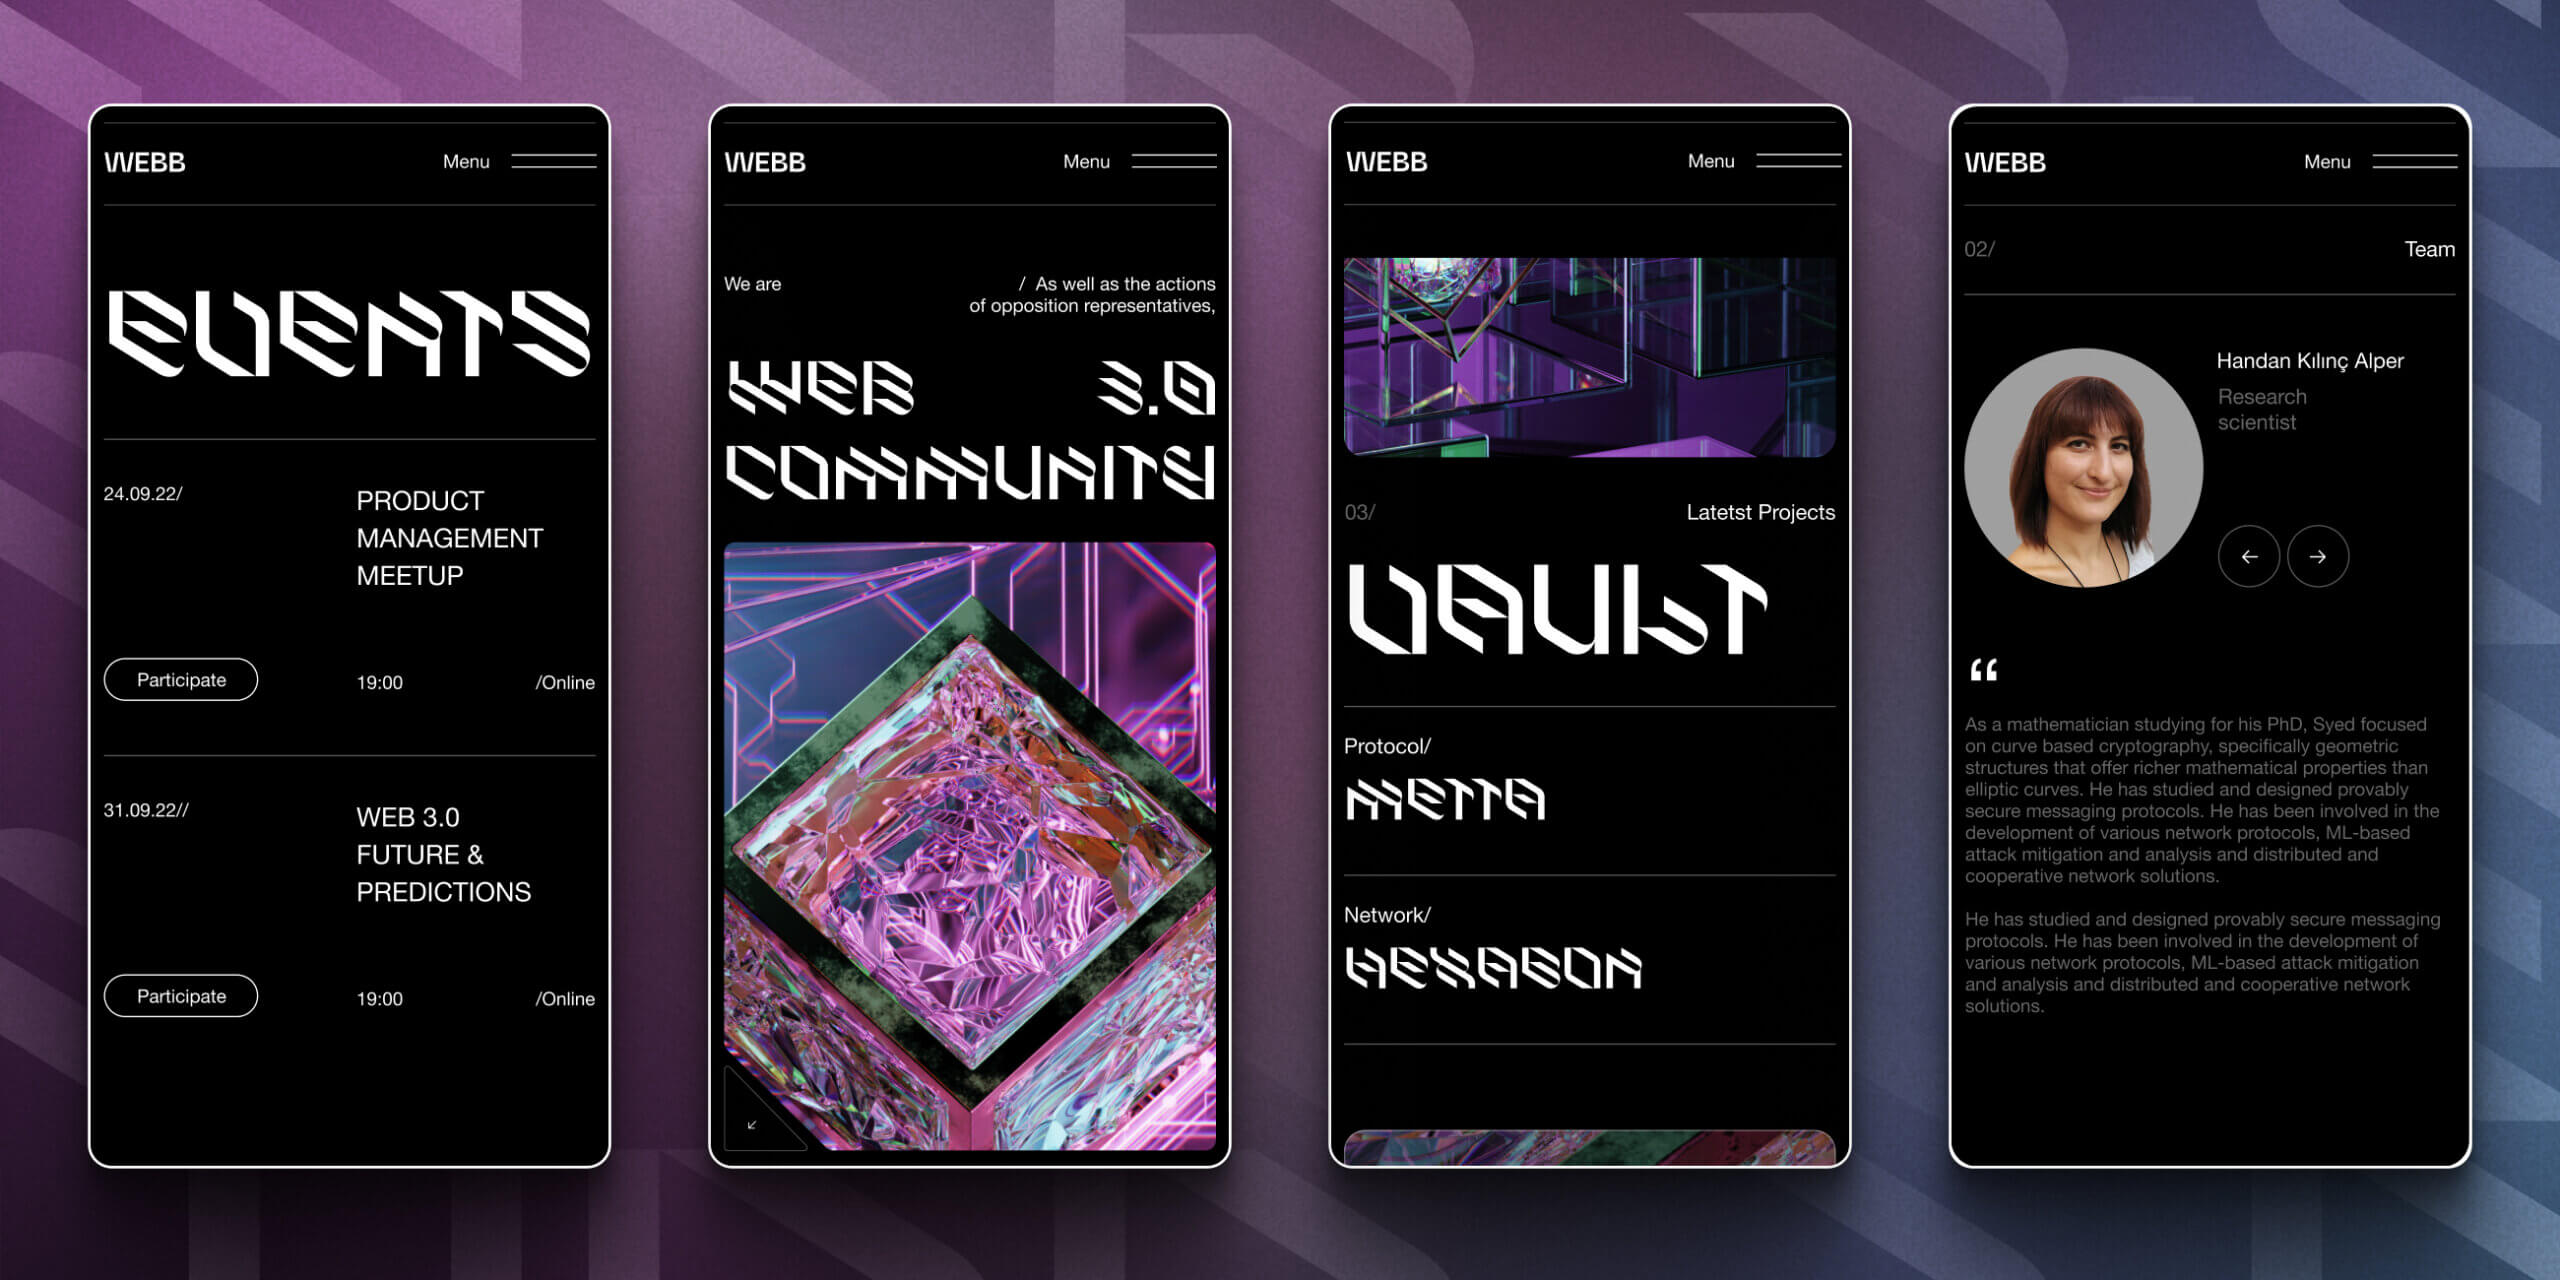 WEBB Menu
EVENTS
24.09.22/
PRODUCT
MANAGEMENT
MEETUP
Participate 19:00 /Online
31.09.22//
WEB 3.0
FUTURE &
PREDICTIONS
Participate 19:00 /Online
WEBB Menu
We are / As well as the actions
of opposition representatives,
WEB 3.0
COMMUNITY
WEBB Menu
03/ Latetst Projects
VAULT
Protocol/
METTA
Network/
HEXAGON
WEBB Menu
02/ Team
Handan Kılınç Alper
Research
scientist
“
As a mathematician studying for his PhD, Syed focused
on curve based cryptography, specifically geometric
structures that offer richer mathematical properties than
elliptic curves. He has studied and designed provably
secure messaging protocols. He has been involved in the
development of various network protocols, ML-based
attack mitigation and analysis and distributed and
cooperative network solutions.
He has studied and designed provably secure messaging
protocols. He has been involved in the development of
various network protocols, ML-based attack mitigation
and analysis and distributed and cooperative network
solutions.